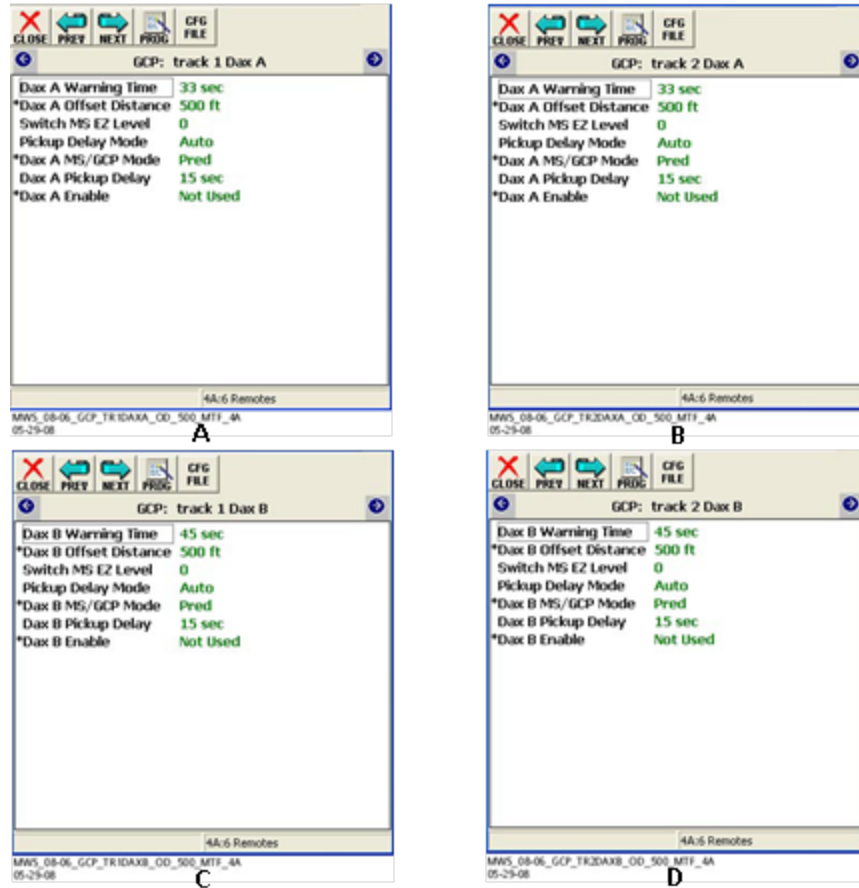 CLOSE PREV NEXT PROG CFG FILE
GCP: track 1 Dax A
Dax A Warning Time 33 sec
*Dax A Offset Distance 500 ft
Switch MS EZ Level 0
Pickup Delay Mode Auto
*Dax A MS/GCP Mode Pred
Dax A Pickup Delay 15 sec
*Dax A Enable Not Used
4A:6 Remotes
MWS_08-06_GCP_TR1DAXA_OD_500_MTF_4A
05-29-08
A
CLOSE PREV NEXT PROG CFG FILE
GCP: track 2 Dax A
Dax A Warning Time 33 sec
*Dax A Offset Distance 500 ft
Switch MS EZ Level 0
Pickup Delay Mode Auto
*Dax A MS/GCP Mode Pred
Dax A Pickup Delay 15 sec
*Dax A Enable Not Used
4A:6 Remotes
MWS_08-06_GCP_TR2DAXA_OD_500_MTF_4A
05-29-08
B
CLOSE PREV NEXT PROG CFG FILE
GCP: track 1 Dax B
Dax B Warning Time 45 sec
*Dax B Offset Distance 500 ft
Switch MS EZ Level 0
Pickup Delay Mode Auto
*Dax B MS/GCP Mode Pred
Dax B Pickup Delay 15 sec
*Dax B Enable Not Used
4A:6 Remotes
MWS_08-06_GCP_TR1DAXB_OD_500_MTF_4A
05-29-08
C
CLOSE PREV NEXT PROG CFG FILE
GCP: track 2 Dax B
Dax B Warning Time 45 sec
*Dax B Offset Distance 500 ft
Switch MS EZ Level 0
Pickup Delay Mode Auto
*Dax B MS/GCP Mode Pred
Dax B Pickup Delay 15 sec
*Dax B Enable Not Used
4A:6 Remotes
MWS_08-06_GCP_TR2DAXB_OD_500_MTF_4A
05-29-08
D